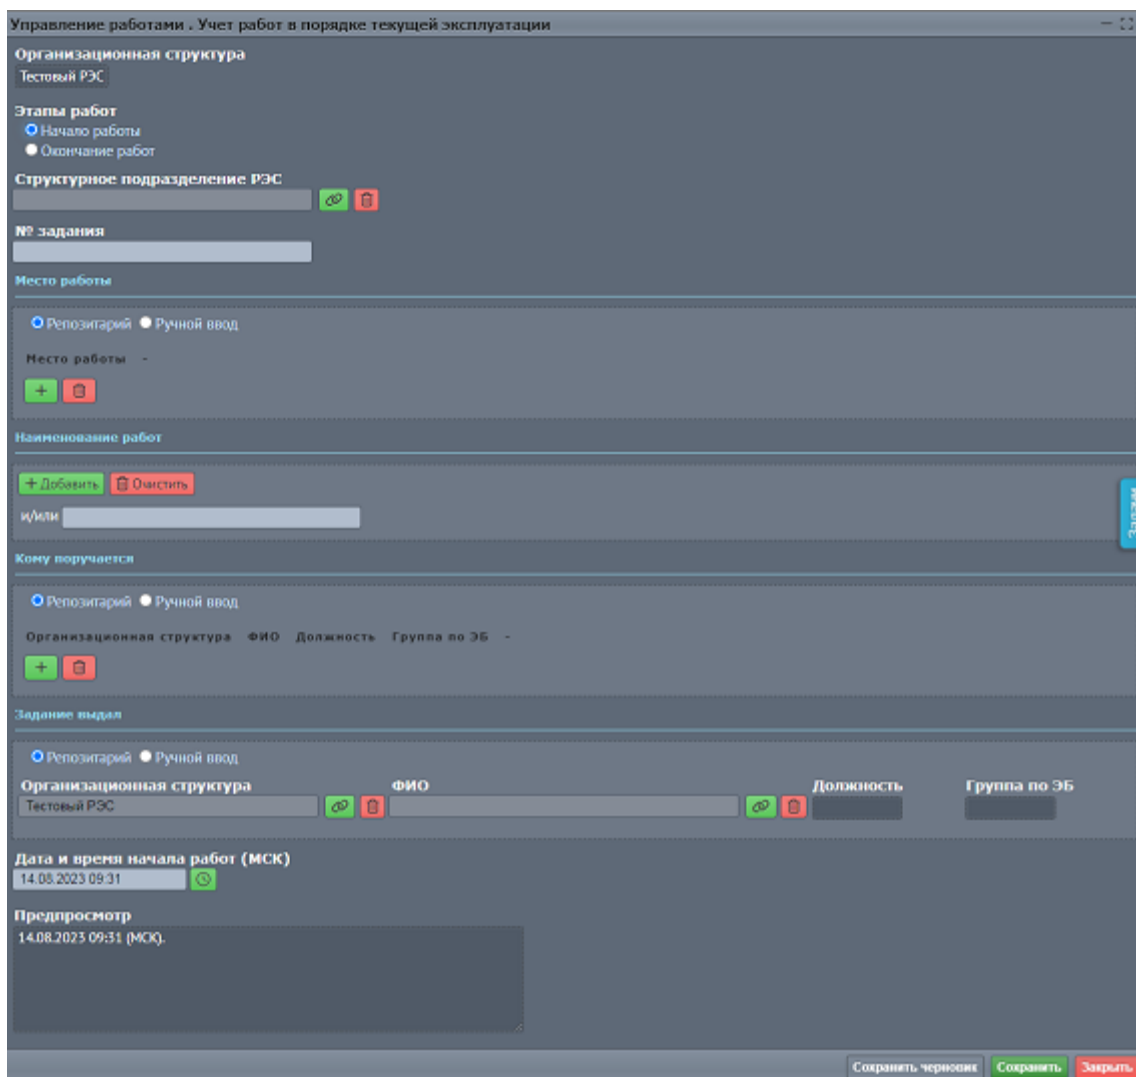 Управление работами . Учет работ в порядке текущей эксплуатации
Организационная структура
Тестовый РЭС
Этапы работ
Начало работы
Окончание работ
Структурное подразделение РЭС
№ задания
Место работы
Репозитарий Ручной ввод
Место работы -
Наименование работ
+ Добавить Очистить
и/или
Задачи
Кому поручается
Репозитарий Ручной ввод
Организационная структура ФИО Должность Группа по ЭБ -
Задание выдал
Репозитарий Ручной ввод
Организационная структура ФИО Должность Группа по ЭБ
Тестовый РЭС
Дата и время начала работ (МСК)
14.08.2023 09:31
Предпросмотр
14.08.2023 09:31 (МСК).
Сохранить черновик Сохранить Закрыть